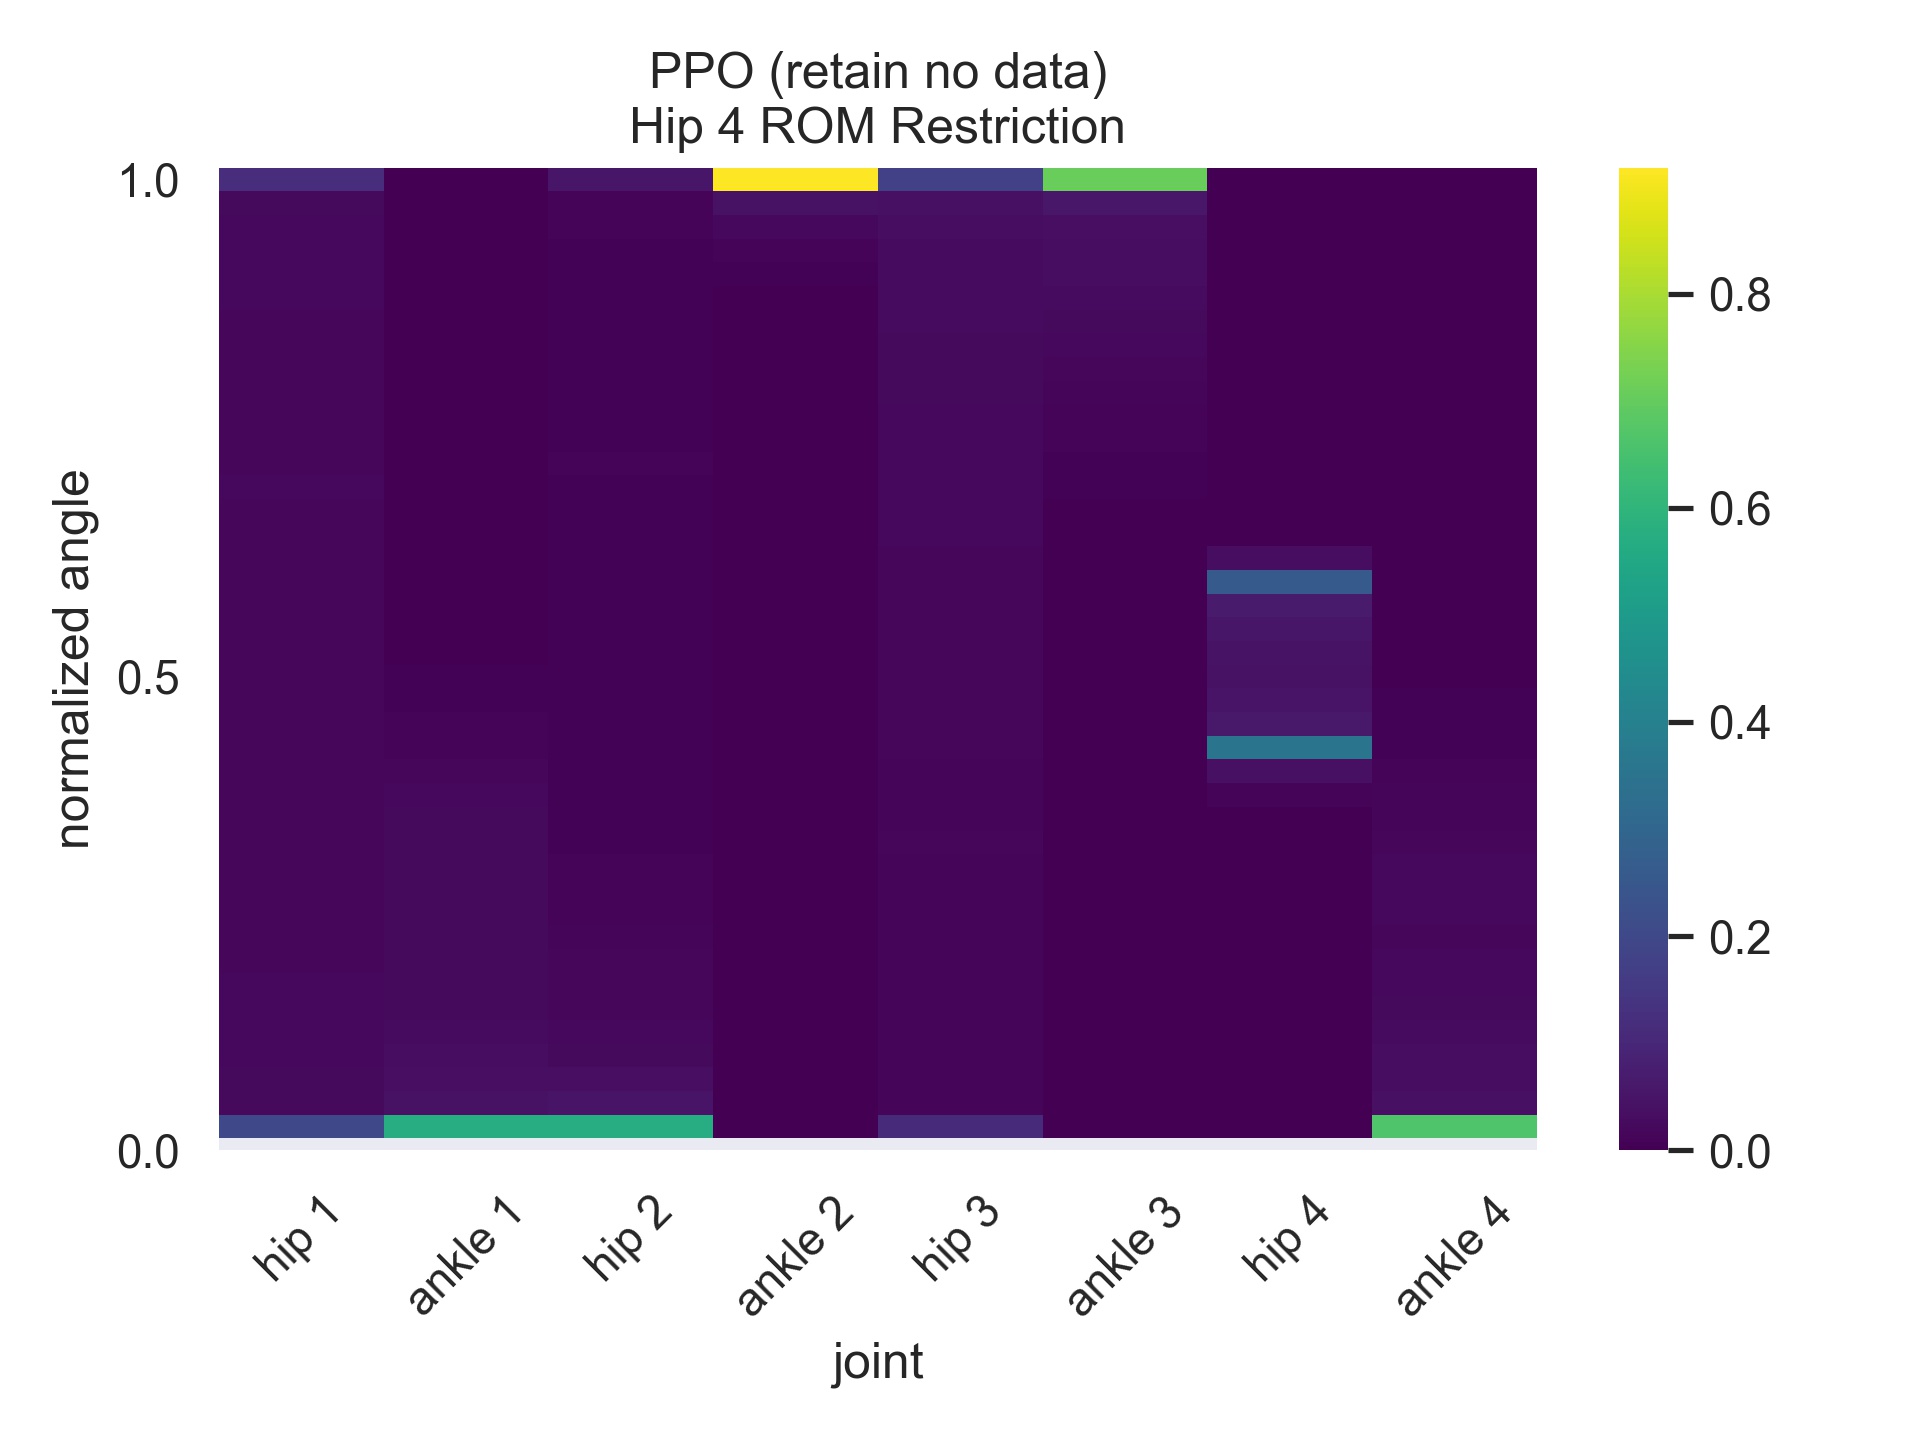 PPO (retain no data)
Hip 4 ROM Restriction
1.0
0.5
0.0
normalized angle
0.8
0.6
0.4
0.2
0.0
hip 1
ankle 1
hip 2
ankle 2
hip 3
ankle 3
hip 4
ankle 4
joint